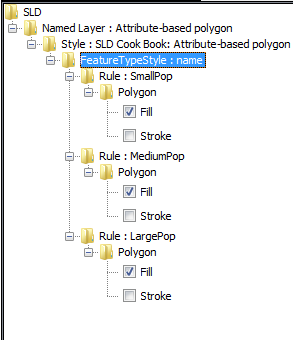 SLD
Named Layer : Attribute-based polygon
Style : SLD Cook Book: Attribute-based polygon
FeatureTypeStyle : name
Rule : SmallPop
Polygon
Fill
Stroke
Rule : MediumPop
Polygon
Fill
Stroke
Rule : LargePop
Polygon
Fill
Stroke